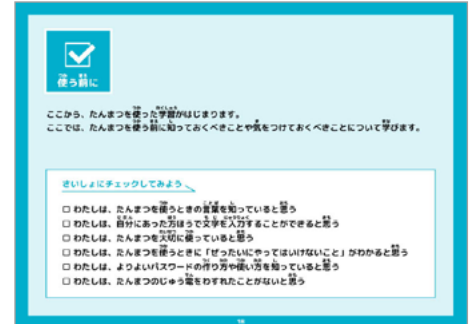 使う前に
ここから、たんまつを使った学習がはじまります。
ここでは、たんまつを使う前に知っておくべきことや気をつけておくべきことについて学びます。
さいしょにチェックしてみよう
□ わたしは、たんまつを使うときの言葉を知っていると思う
□ わたしは、自分にあった方ほうで文字を入力することができると思う
□ わたしは、たんまつを大切に使っていると思う
□ わたしは、たんまつを使うときに「ぜったいにやってはいけないこと」がわかると思う
□ わたしは、よりよいパスワードの作り方や使い方を知っていると思う
□ わたしは、たんまつのじゅう電をわすれたことがないと思う